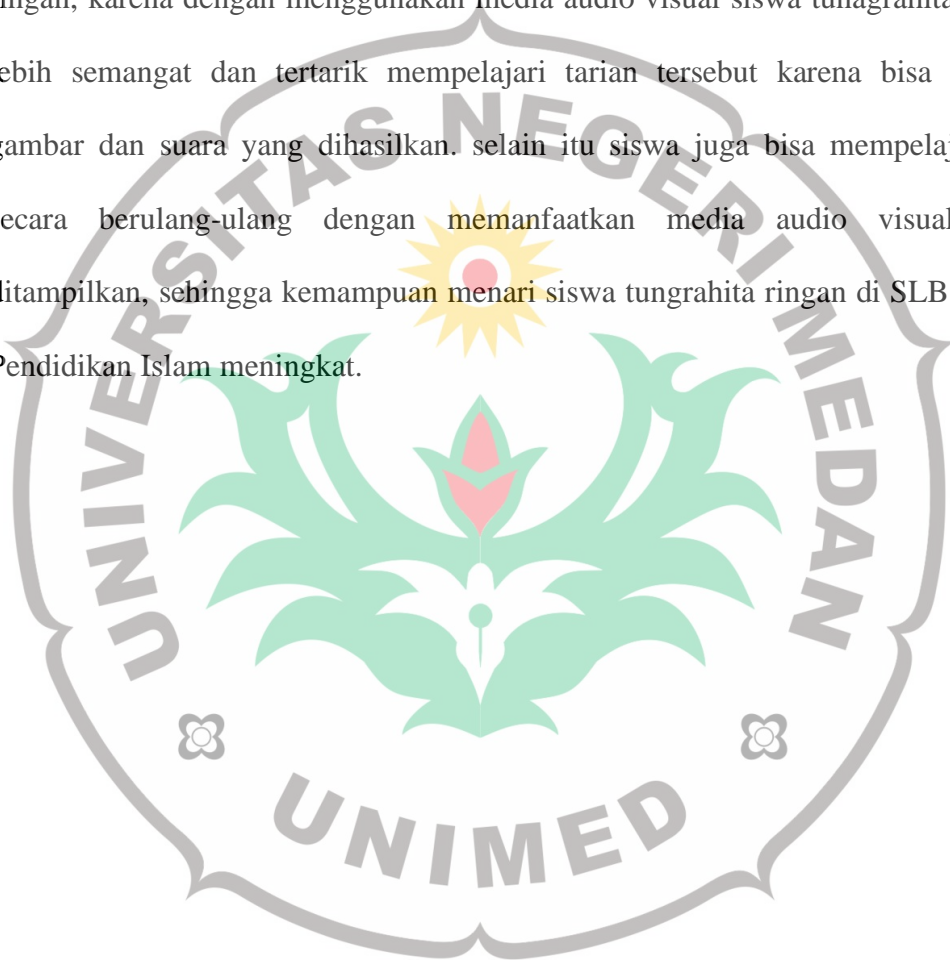 ringan, karena dengan menggunakan media audio visual siswa tunagrahita
lebih semangat dan tertarik mempelajari tarian tersebut karena bisa
gambar dan suara yang dihasilkan. selain itu siswa juga bisa
secara berulang-ulang dengan memanfaatkan media audio visual
ditampilkan, sehingga kemampuan menari siswa tungrahita ringan di SLB
Pendidikan Islam meningkat.
UNIVERSITAS NEGERI MEDAN
UNIMED